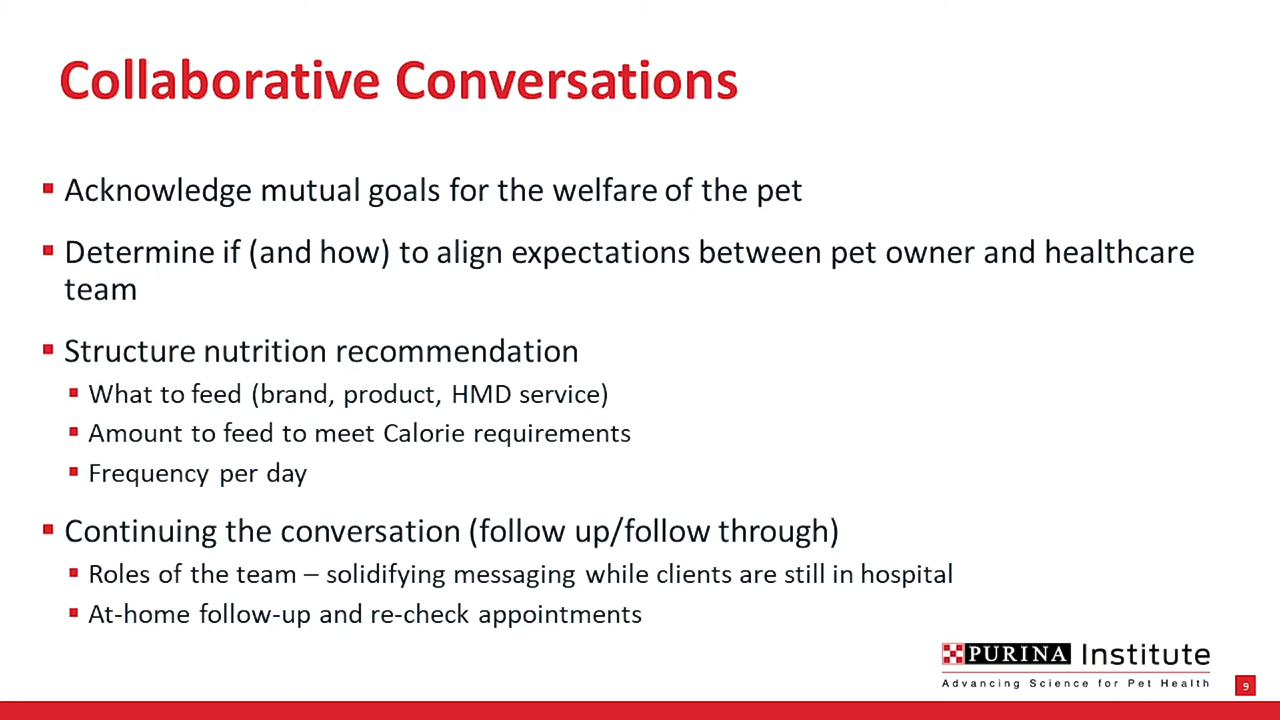 Collaborative Conversations
Acknowledge mutual goals for the welfare of the pet
Determine if (and how) to align expectations between pet owner and healthcare
team
Structure nutrition recommendation
What to feed (brand, product, HMD service)
Amount to feed to meet Calorie requirements
Frequency per day
Continuing the conversation (follow up/follow through)
Roles of the team – solidifying messaging while clients are still in hospital
At-home follow-up and re-check appointments
PURINA Institute
Advancing Science for Pet Health
9